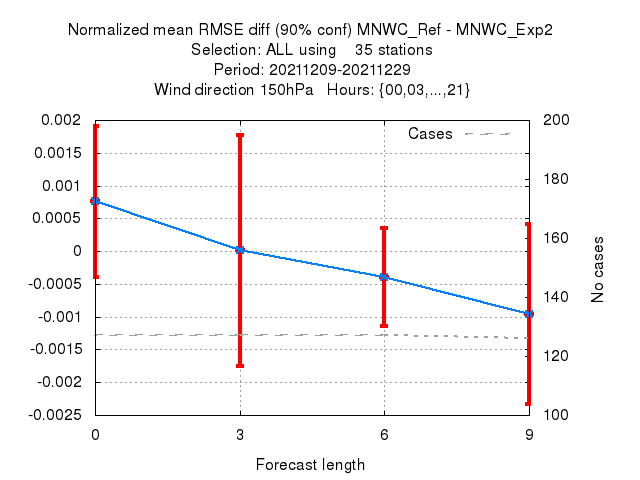 Normalized mean RMSE diff (90% conf) MNWC_Ref - MNWC_Exp2
Selection: ALL using    35 stations
Period: 20211209-20211229
Wind direction 150hPa   Hours: {00,03,...,21}
0.002
0.0015
0.001
0.0005
0
-0.0005
-0.001
-0.0015
-0.002
-0.0025
Cases
200
180
160
140
120
100
No cases
0 3 6 9
Forecast length